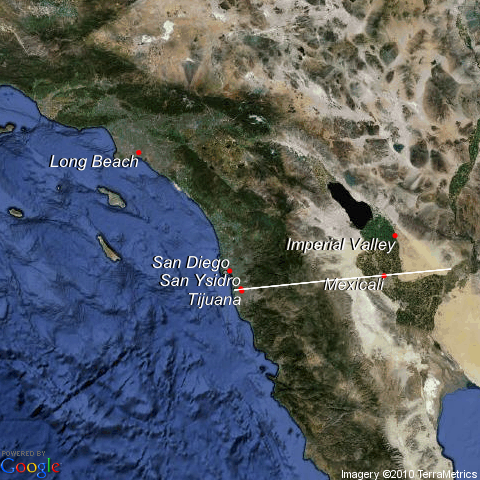 Long Beach
Imperial Valley
San Diego
San Ysidro
Mexicali
Tijuana
POWERED BY
Google
Imagery ©2010 TerraMetrics